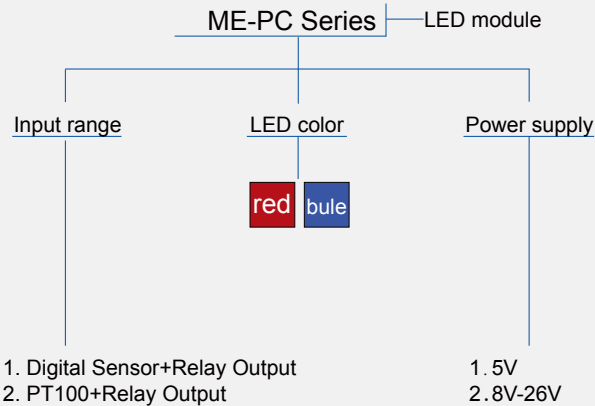 ME-PC Series LED module
Input range LED color Power supply
red bule
1. Digital Sensor+Relay Output 1.5V
2. PT100+Relay Output 2.8V-26V